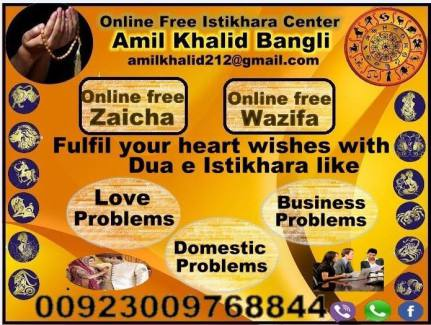 Online Free Istikhara Center
Amil Khalid Bangli
amilkhalid212@gmail.com
Online free
Zaicha
Online free
Wazifa
Fulfil your heart wishes with
Dua e Istikhara like
Love
Problems
Business
Problems
Domestic
Problems
00923009768844